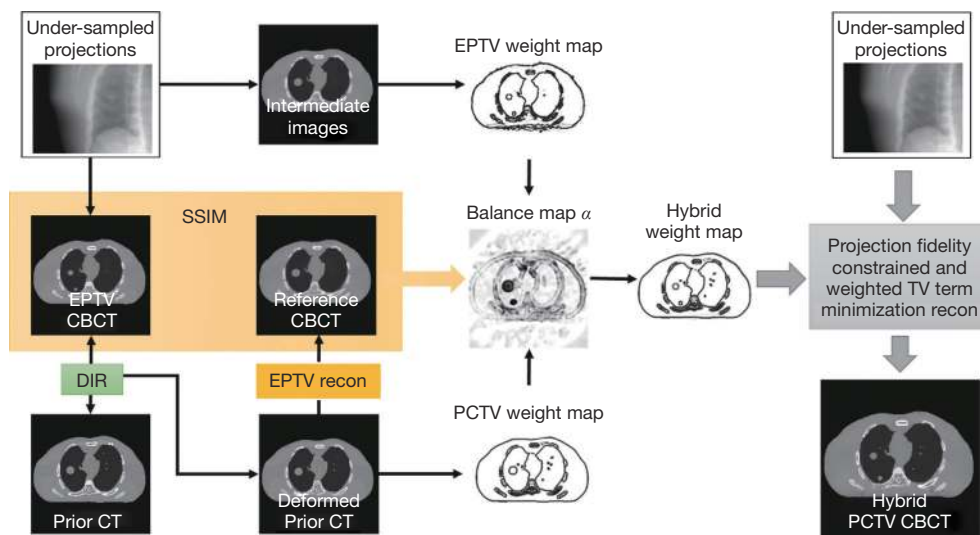 Under-sampled
projections
Intermediate
images
EPTV weight map
Under-sampled
projections
SSIM
EPTV
CBCT
Reference
CBCT
Balance map α
Hybrid
weight map
Projection fidelity
constrained and
weighted TV term
minimization recon
DIR
EPTV recon
PCTV weight map
Prior CT
Deformed
Prior CT
Hybrid
PCTV CBCT